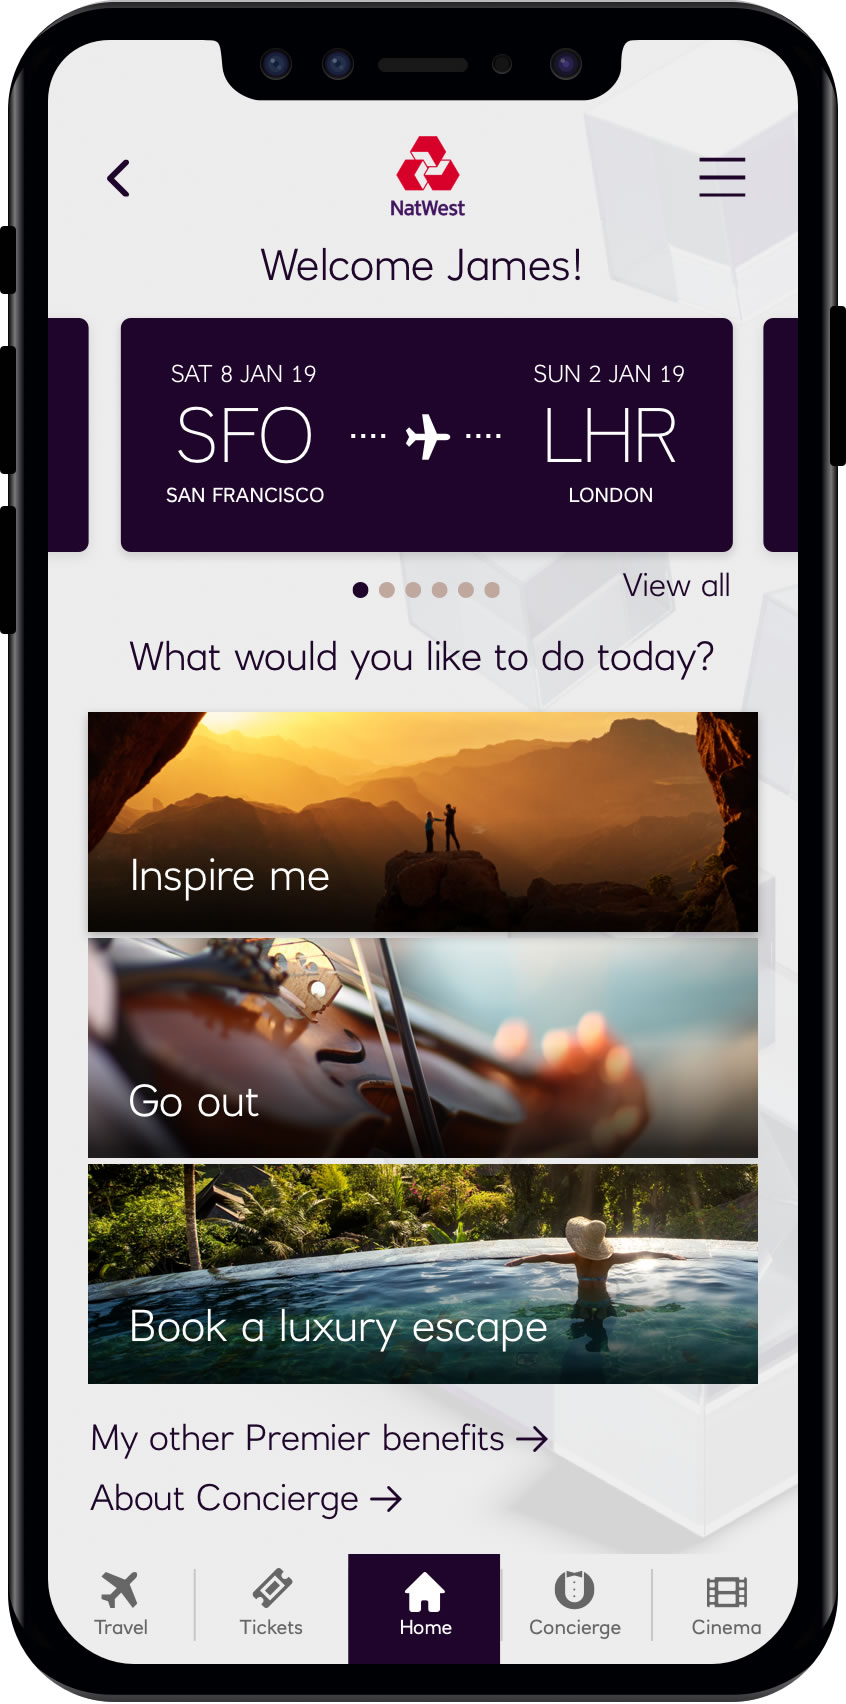 NatWest
Welcome James!
SAT 8 JAN 19
SUN 2 JAN 19
SFO
LHR
SAN FRANCISCO
LONDON
View all
What would you like to do today?
Inspire me
Go out
Book a luxury escape
My other Premier benefits →
About Concierge →
Travel
Tickets
Home
Concierge
Cinema